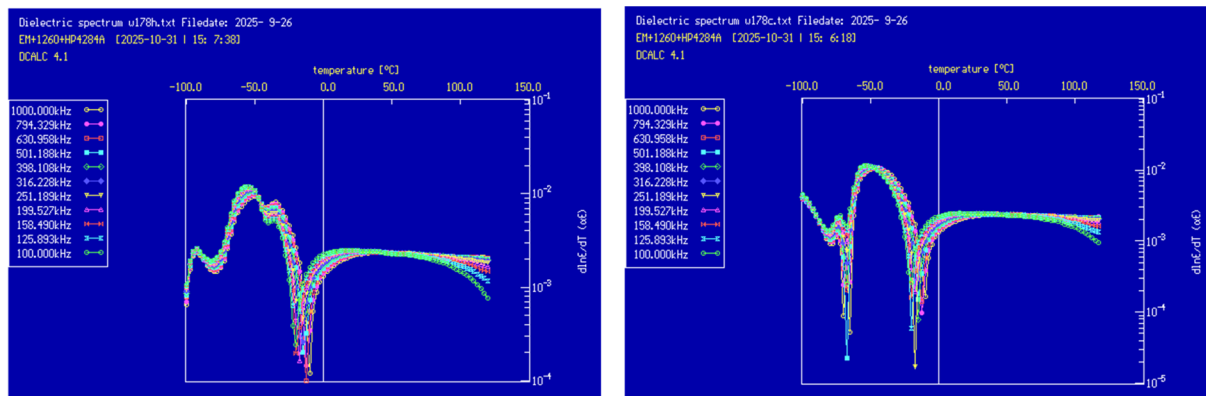 Dielectric spectrum u178h.txt Filedate: 2025- 9-26
EM+1260+HP4284A [2025-10-31 | 15: 7:38]
DCALC 4.1
temperature [ºC]
-100.0 -50.0 0.0 50.0 100.0 150.0
1000.000kHz
794.329kHz
630.958kHz
501.188kHz
398.108kHz
316.228kHz
251.189kHz
199.527kHz
158.490kHz
125.893kHz
100.000kHz
10-1
10-2
10-3
10-4
dlnε/dT (αε)
Dielectric spectrum u178c.txt Filedate: 2025- 9-26
EM+1260+HP4284A [2025-10-31 | 15: 6:18]
DCALC 4.1
temperature [ºC]
-100.0 -50.0 0.0 50.0 100.0 150.0
1000.000kHz
794.329kHz
630.958kHz
501.188kHz
398.108kHz
316.228kHz
251.189kHz
199.527kHz
158.490kHz
125.893kHz
100.000kHz
10-1
10-2
10-3
10-4
10-5
dlnε/dT (αε)